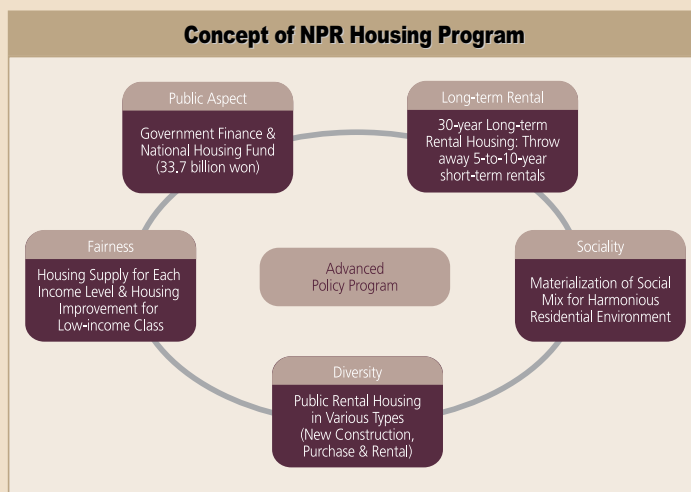 Concept of NPR Housing Program
Public Aspect
Government Finance &
National Housing Fund
(33.7 billion won)
Long-term Rental
30-year Long-term
Rental Housing: Throw
away 5-to-10-year
short-term rentals
Fairness
Housing Supply for Each
Income Level & Housing
Improvement for
Low-income Class
Advanced
Policy Program
Sociality
Materialization of Social
Mix for Harmonious
Residential Environment
Diversity
Public Rental Housing
in Various Types
(New Construction,
Purchase & Rental)